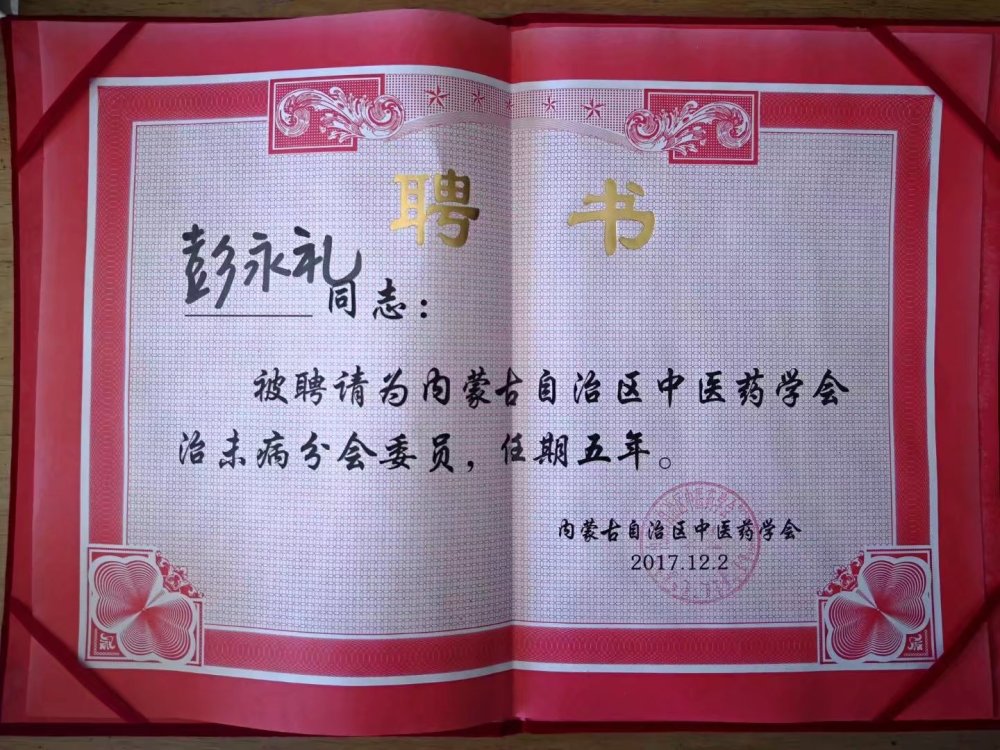 聘书
彭永礼同志：
被聘请为内蒙古自治区中医药学会
治未病分会委员，任期五年。
内蒙古自治区中医药学会
2017.12.2